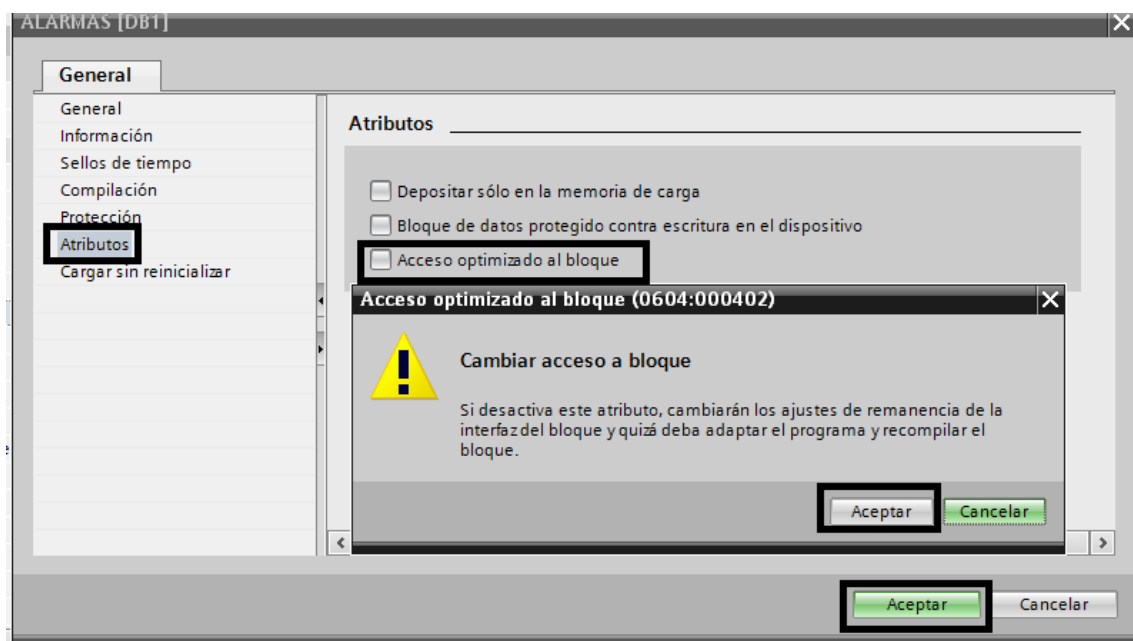 ALARMAS [DB1]
General
General
Información
Sellos de tiempo
Compilación
Protección
Atributos
Cargar sin reinicializar
Atributos
Depositar sólo en la memoria de carga
Bloque de datos protegido contra escritura en el dispositivo
Acceso optimizado al bloque
Acceso optimizado al bloque (0604:000402)
Cambiar acceso a bloque
Si desactiva este atributo, cambiarán los ajustes de remanencia de la
interfaz del bloque y quizá deba adaptar el programa y recompilar el
bloque.
Aceptar
Cancelar
Aceptar
Cancelar